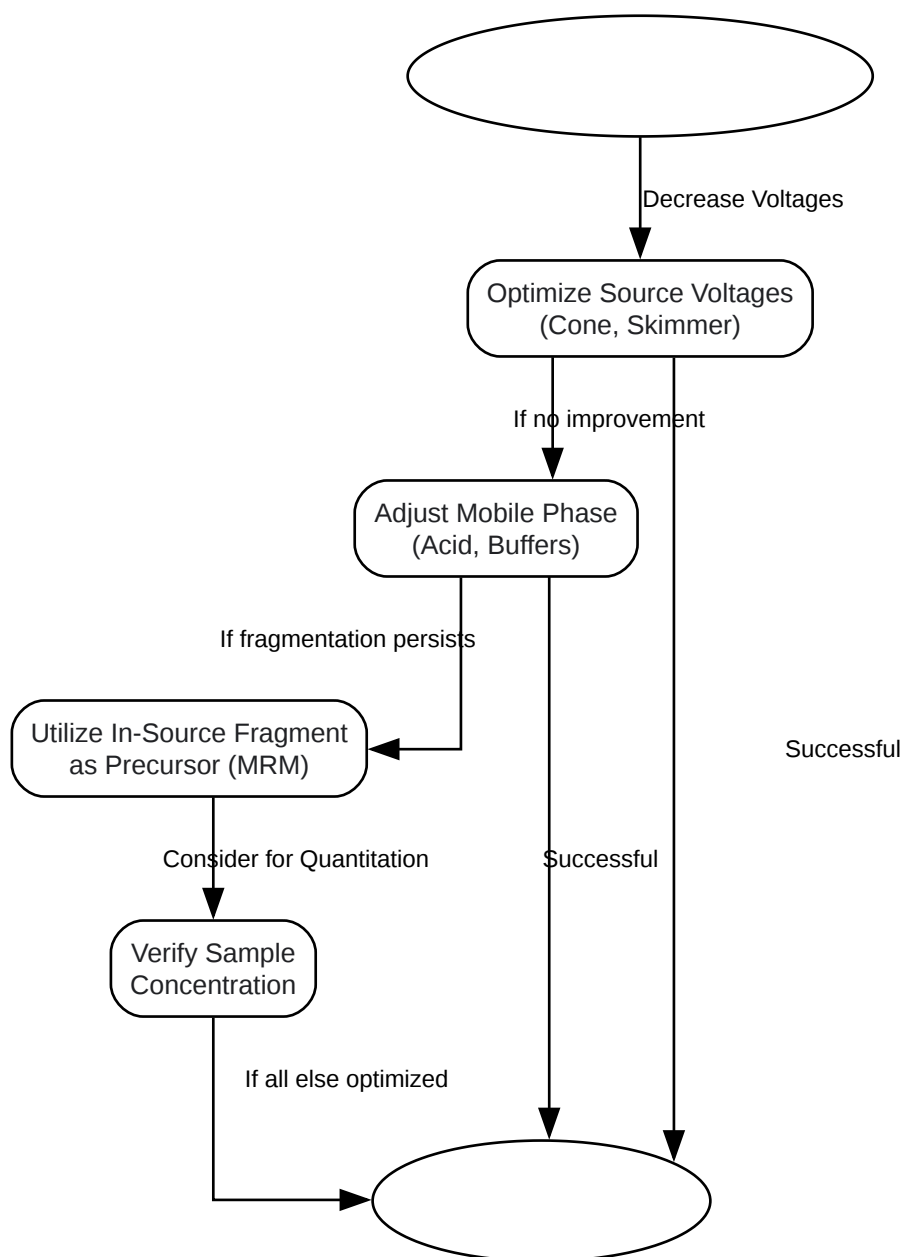 Decrease Voltages
Optimize Source Voltages
(Cone, Skimmer)
If no improvement
Adjust Mobile Phase
(Acid, Buffers)
If fragmentation persists
Utilize In-Source Fragment
as Precursor (MRM)
Successful
Consider for Quantitation
Successful
Verify Sample
Concentration
If all else optimized